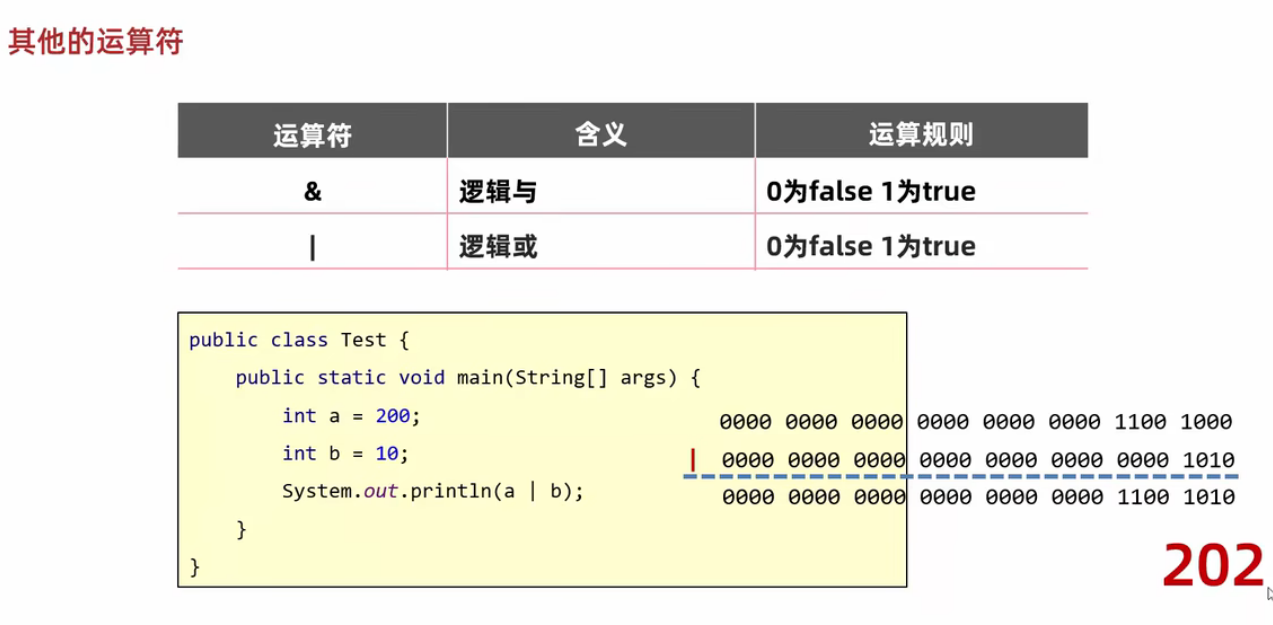 其他的运算符
运算符 含义 运算规则
& 逻辑与 0为false 1为true
| 逻辑或 0为false 1为true
public class Test {
public static void main(String[] args) {
int a = 200;
int b = 10;
System.out.println(a | b);
}
}
0000 0000 0000 0000 0000 0000 1100 1000
| 0000 0000 0000 0000 0000 0000 0000 1010
0000 0000 0000 0000 0000 0000 1100 1010
202